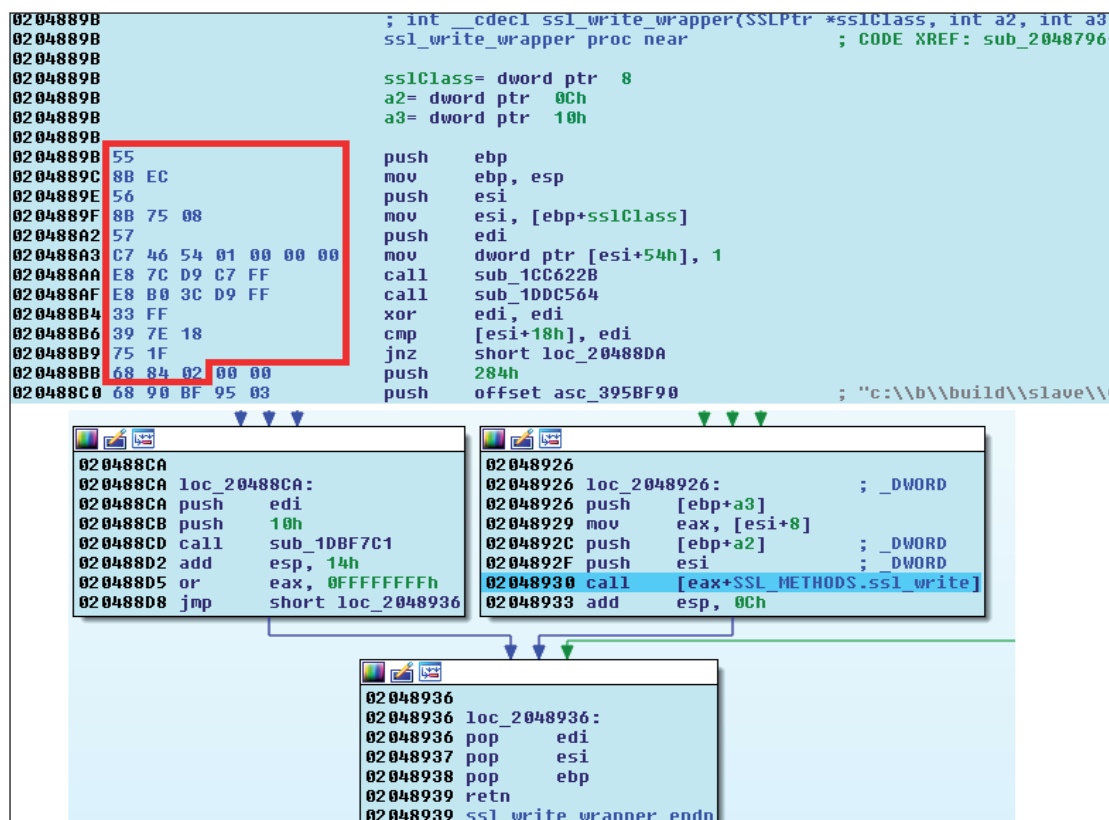 0204889B ; int __cdecl ssl_write_wrapper(SSLPtr *sslClass, int a2, int a3
0204889B ssl_write_wrapper proc near ; CODE XREF: sub_2048796
0204889B
0204889B sslClass= dword ptr 8
0204889B a2= dword ptr 0Ch
0204889B a3= dword ptr 10h
0204889B
0204889B 55 push ebp
0204889C 8B EC mov ebp, esp
0204889E 56 push esi
0204889F 8B 75 08 mov esi, [ebp+sslClass]
020488A2 57 push edi
020488A3 C7 46 54 01 00 00 00 mov dword ptr [esi+54h], 1
020488AA E8 7C D9 C7 FF call sub_1CC622B
020488AF E8 B0 3C D9 FF call sub_1DDC564
020488B4 33 FF xor edi, edi
020488B6 39 7E 18 cmp [esi+18h], edi
020488B9 75 1F jnz short loc_20488DA
020488BB 68 84 02 00 00 push 284h
020488C0 68 90 BF 95 03 push offset asc_395BF90 ; "c:\\b\\build\\slave\\
020488CA
020488CA loc_20488CA:
020488CA push edi
020488CB push 10h
020488CD call sub_1DBF7C1
020488D2 add esp, 14h
020488D5 or eax, 0FFFFFFFFh
020488D8 jmp short loc_2048936
02048926
02048926 loc_2048926: ; _DWORD
02048926 push [ebp+a3]
02048929 mov eax, [esi+8]
0204892C push [ebp+a2] ; _DWORD
0204892F push esi ; _DWORD
02048930 call [eax+SSL_METHODS.ssl_write]
02048933 add esp, 0Ch
02048936
02048936 loc_2048936:
02048936 pop edi
02048937 pop esi
02048938 pop ebp
02048939 retn
02048939 ssl_write_wrapper endp